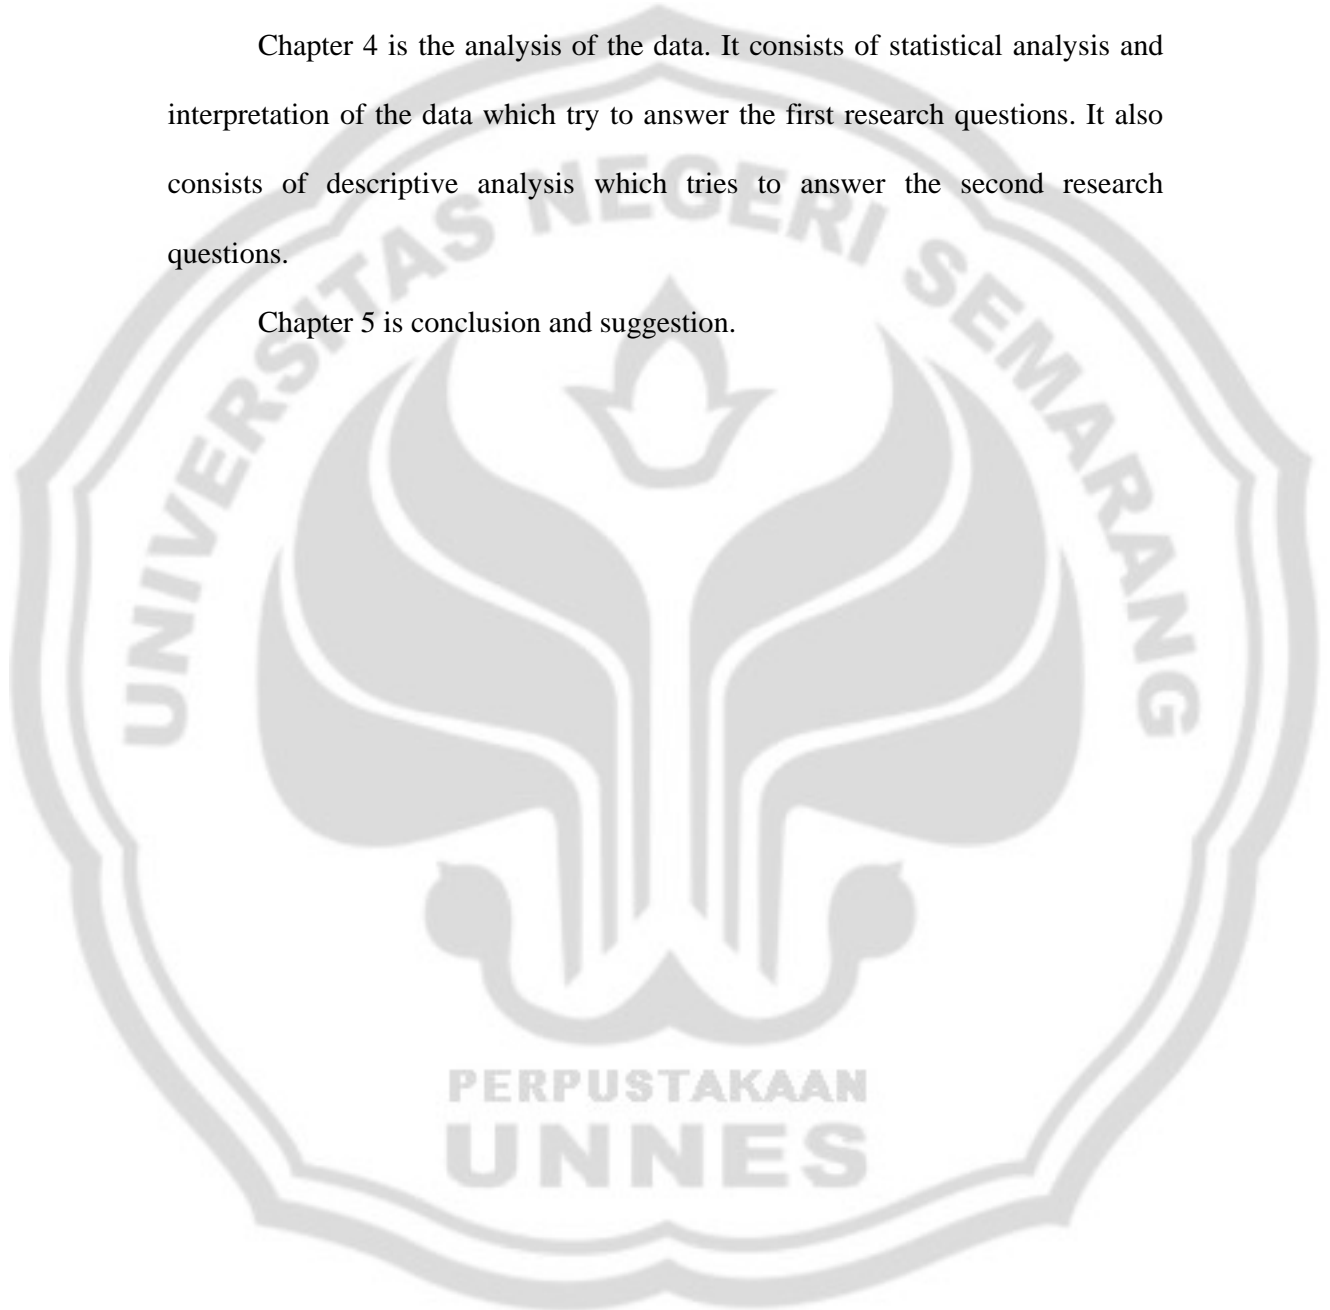 Chapter 4 is the analysis of the data. It consists of statistical analysis and
interpretation of the data which try to answer the first research questions. It also
consists of descriptive analysis which tries to answer the second research
questions.
Chapter 5 is conclusion and suggestion.
UNIVERSITAS NEGERI SEMARANG
PERPUSTAKAAN
UNNES